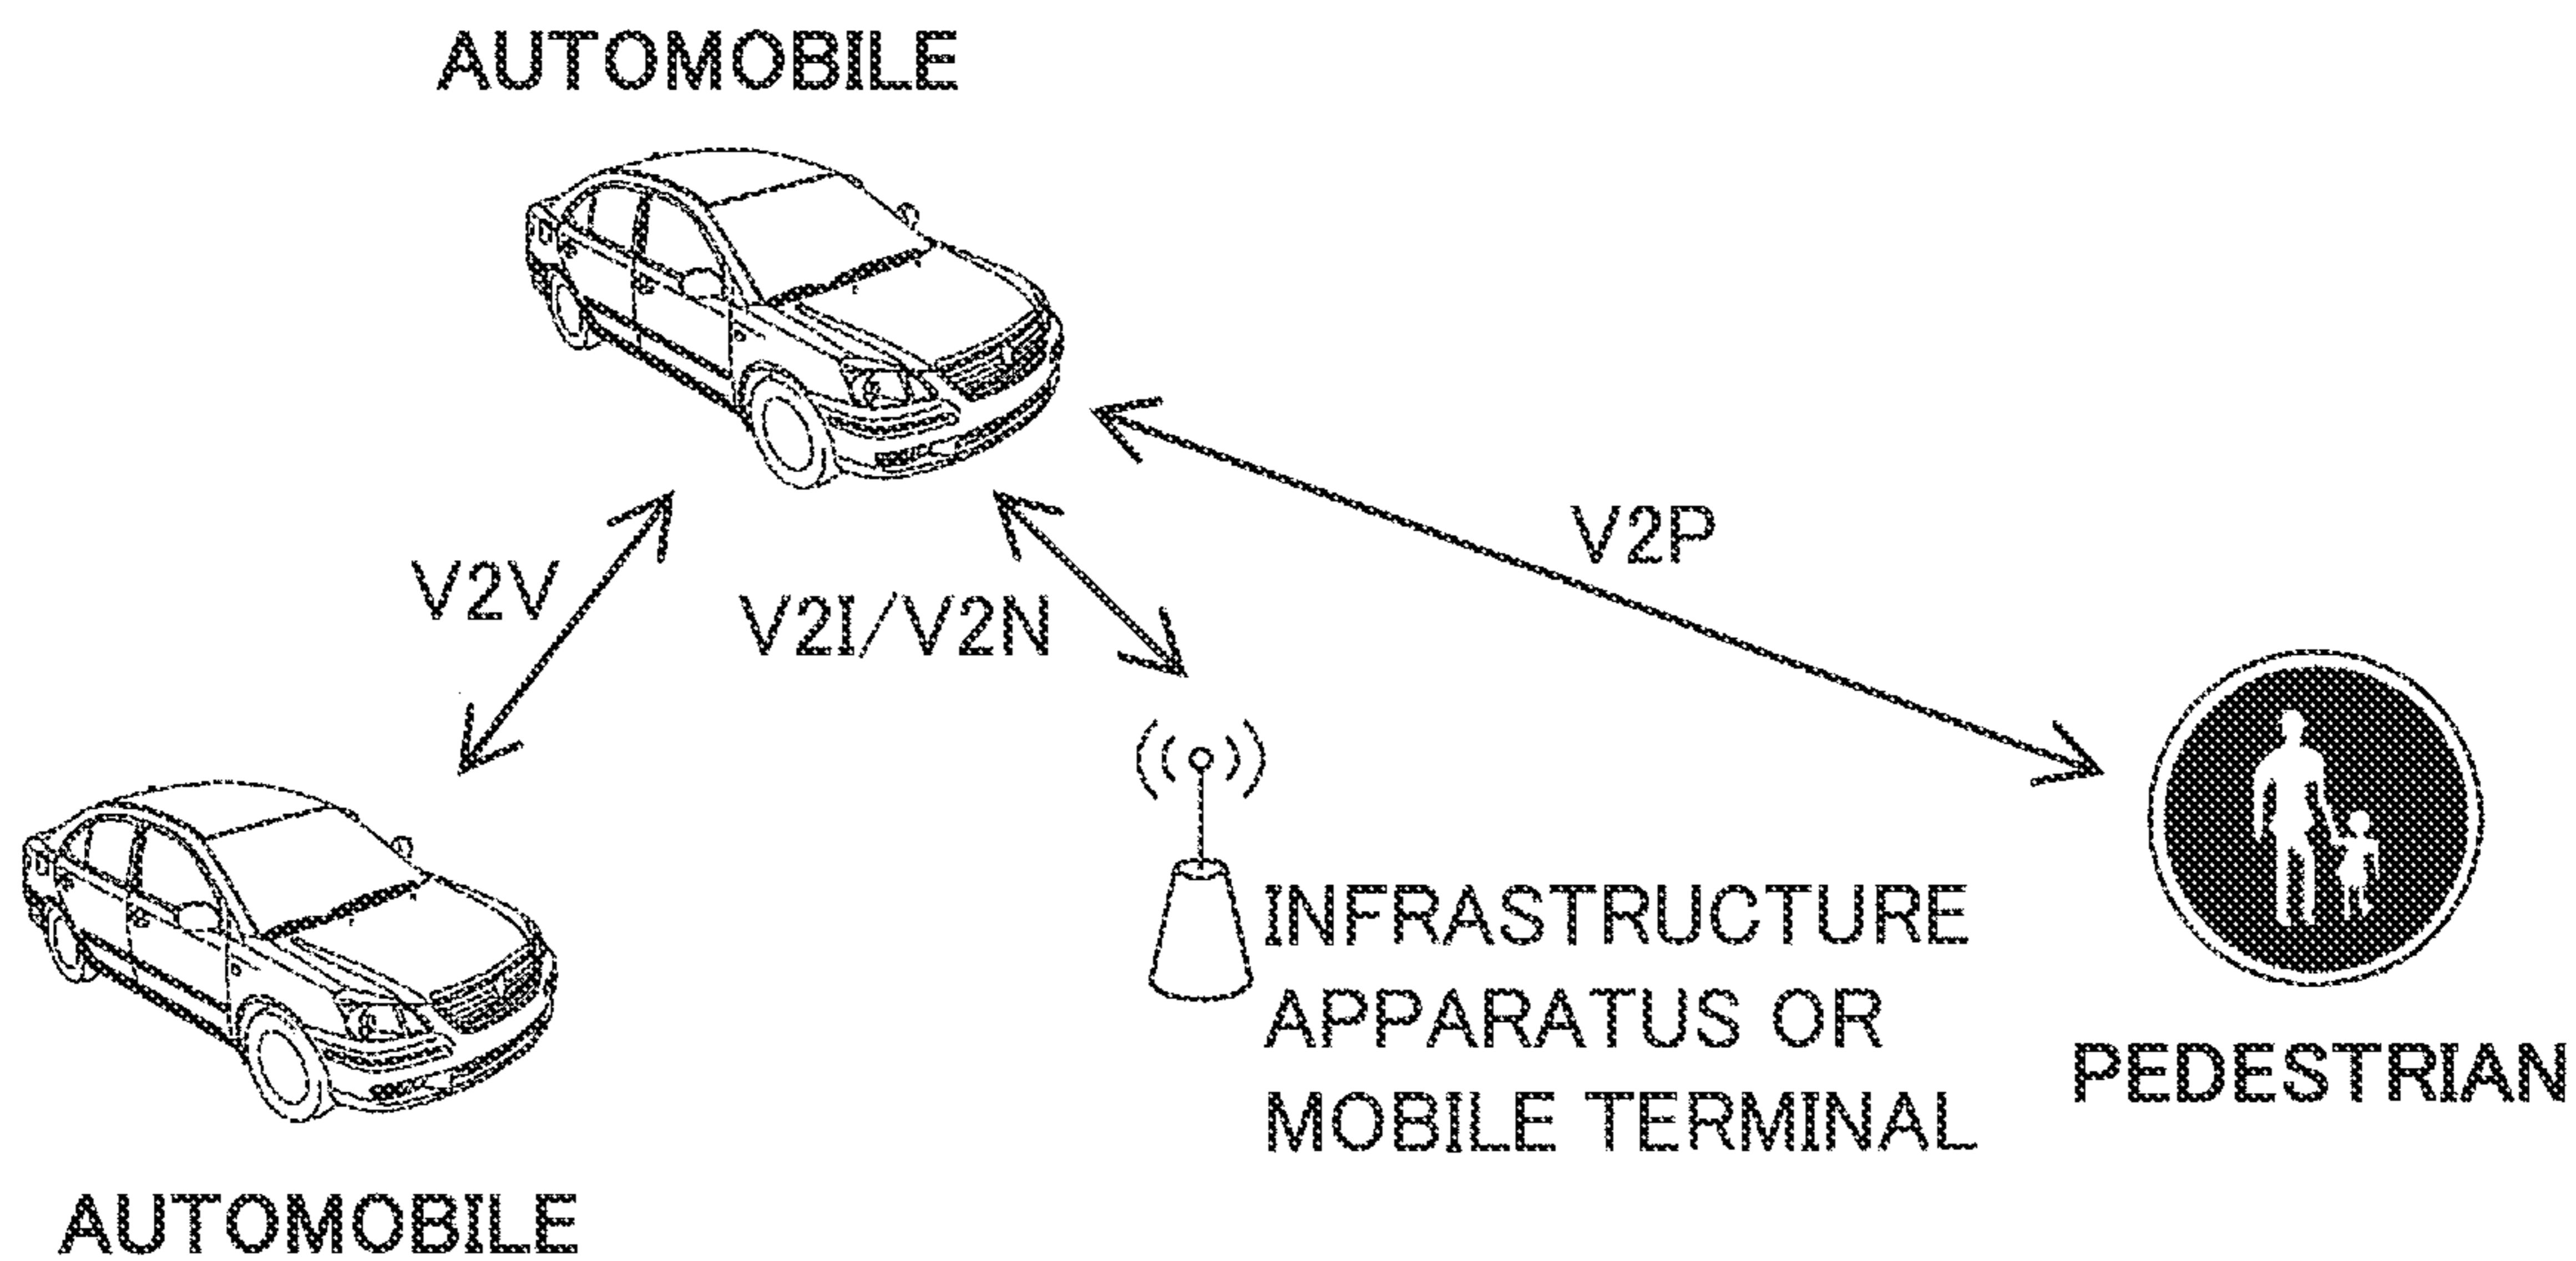 AUTOMOBILE
V2P
V2V
V2I/V2N
INFRASTRUCTURE
APPARATUS OR
MOBILE TERMINAL
PEDESTRIAN
AUTOMOBILE